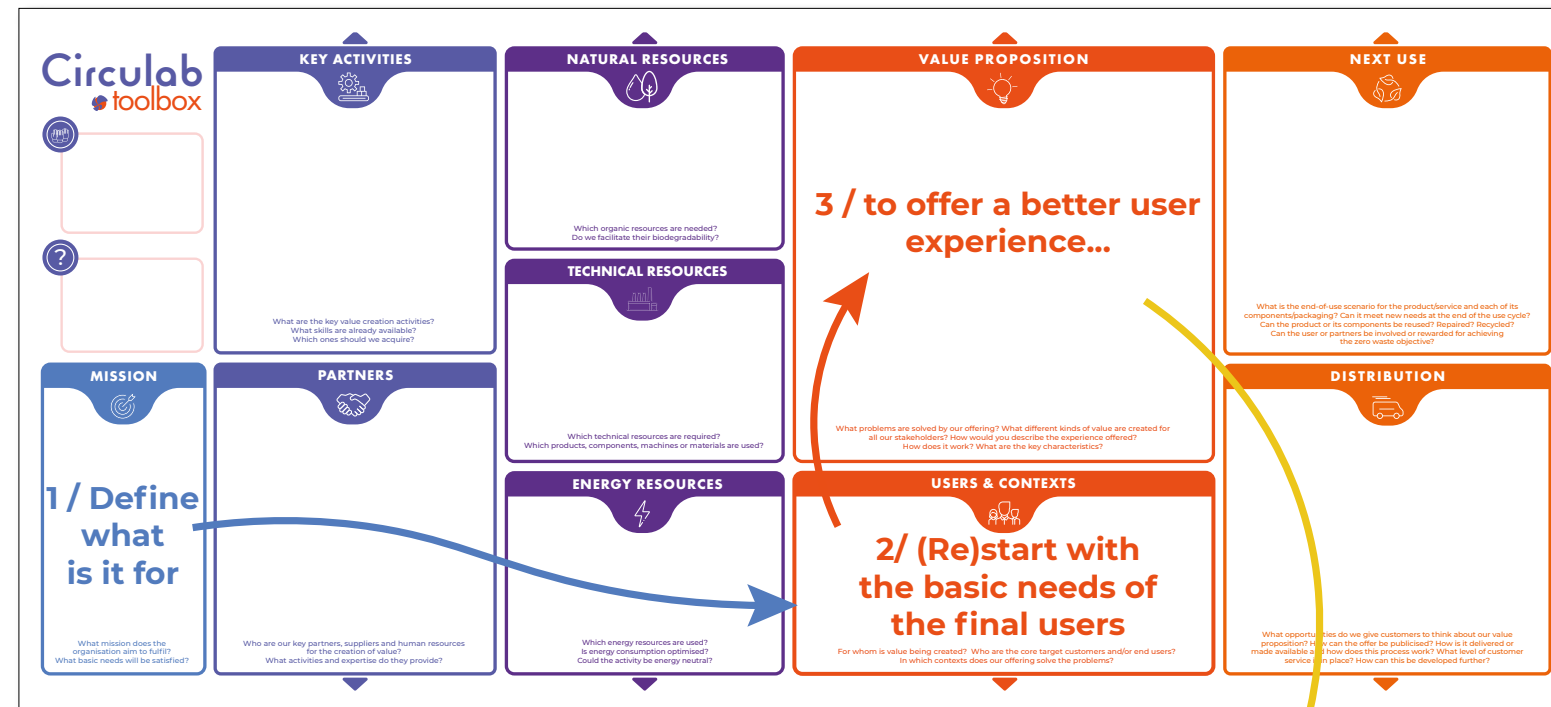 Circulab
toolbox
?
KEY ACTIVITIES
What are the key value creation activities?
What skills are already available?
Which ones should we acquire?
NATURAL RESOURCES
Which organic resources are needed?
Do we facilitate their biodegradability?
TECHNICAL RESOURCES
Which technical resources are required?
Which products, components, machines or materials are used?
ENERGY RESOURCES
Which energy resources are used?
Is energy consumption optimised?
Could the activity be energy neutral?
VALUE PROPOSITION
3 / to offer a better user
experience...
What problems are solved by our offering? What different kinds of value are created for
all our stakeholders? How would you describe the experience offered?
How does it work? What are the key characteristics?
NEXT USE
What is the end-of-use scenario for the product/service and each of its
components/packaging? Can it meet new needs at the end of the use cycle?
Can the product or its components be reused? Repaired? Recycled?
Can the user or partners be involved or rewarded for achieving
the zero waste objective?
MISSION
1 / Define
what
is it for
What mission does the
organisation aim to fulfil?
What basic needs will be satisfied?
PARTNERS
Who are our key partners, suppliers and human resources
for the creation of value?
What activities and expertise do they provide?
USERS & CONTEXTS
2/ (Re)start with
the basic needs of
the final users
For whom is value being created? Who are the core target customers and/or end users?
In which contexts does our offering solve the problems?
DISTRIBUTION
What opportunities do we give customers to think about our value
proposition? How can the offer be publicised? How is it delivered or
made available and how does this process work? What level of customer
service is in place? How can this be developed further?